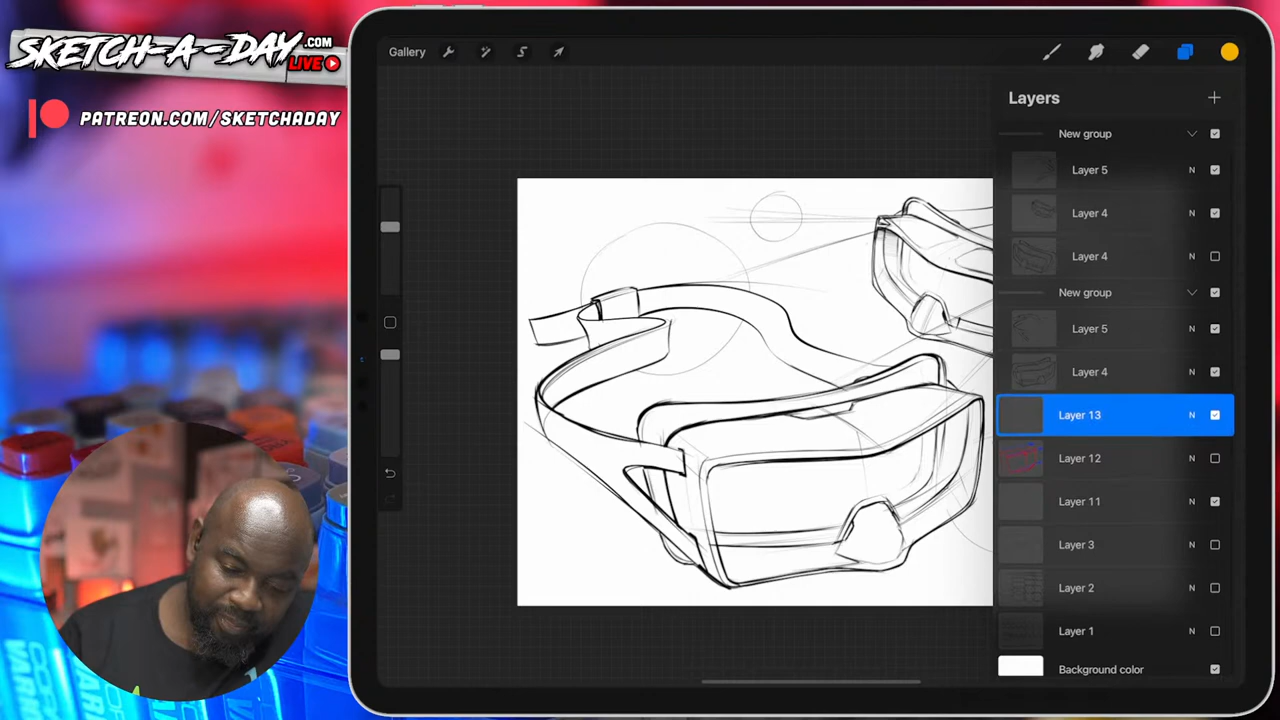 SKETCH-A-DAY.COM
LIVE
PATREON.COM/SKETCHADAY
Gallery
Layers
New group
Layer 5 N
Layer 4 N
Layer 4 N
New group
Layer 5 N
Layer 4 N
Layer 13 N
Layer 12 N
Layer 11 N
Layer 3 N
Layer 2 N
Layer 1 N
Background color